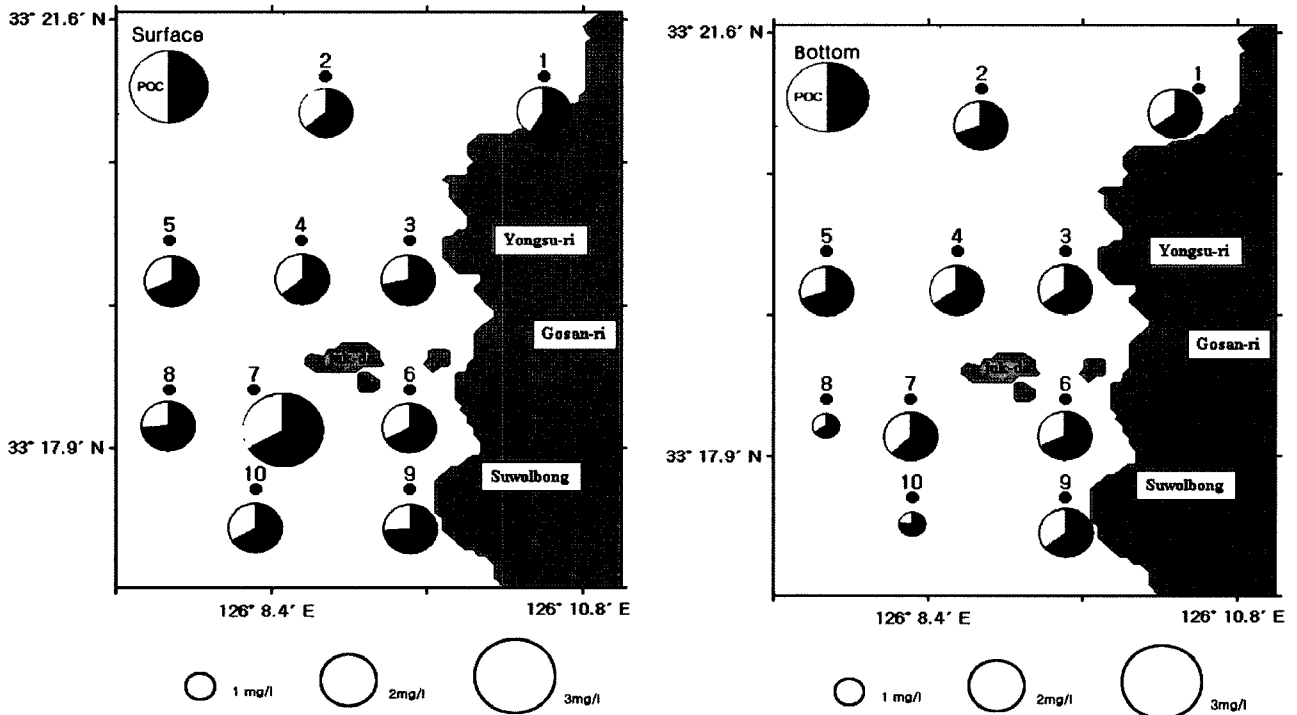 33° 21.6′ N
Surface
POC
2
1
5
4
3
Yongsu-ri
Gosan-ri
8
7
6
33° 17.9′ N
10
9
Suwolbong
126° 8.4′ E
126° 10.8′ E
1 mg/l
2mg/l
3mg/l
33° 21.6′ N
Bottom
POC
2
1
5
4
3
Yongsu-ri
Gosan-ri
8
7
6
33° 17.9′ N
10
9
Suwolbong
126° 8.4′ E
126° 10.8′ E
1 mg/l
2mg/l
3mg/l